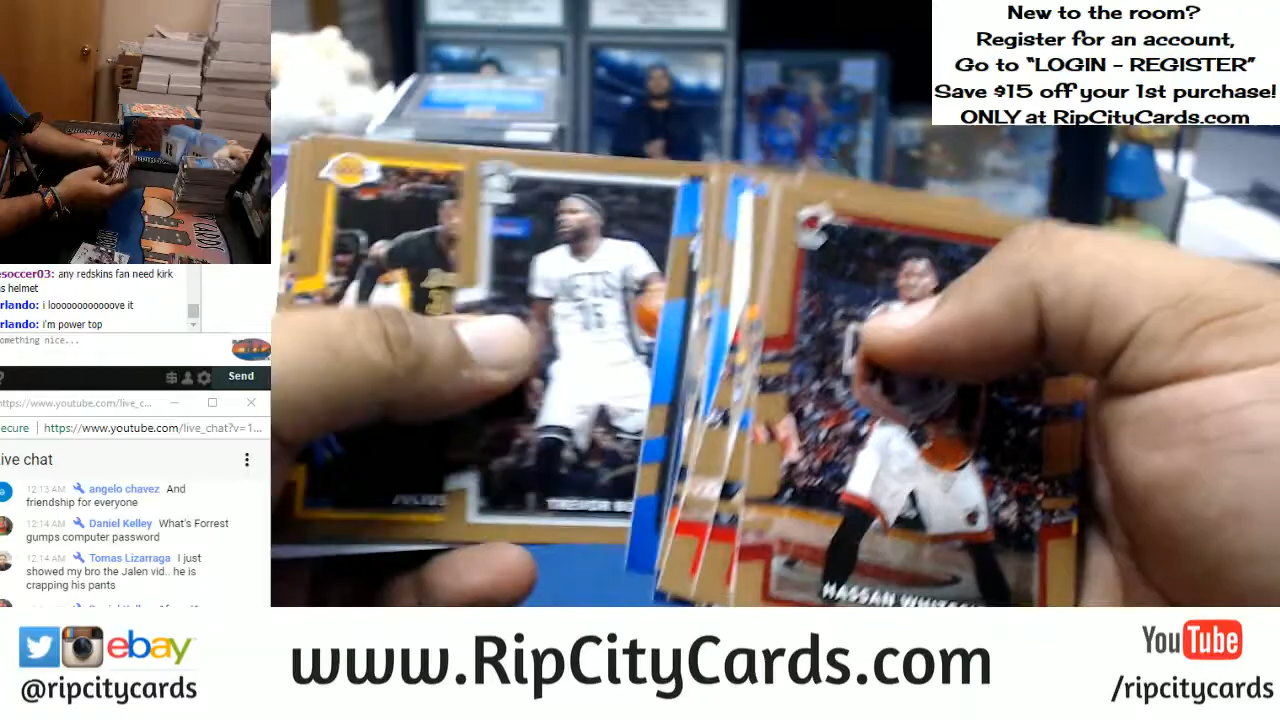 New to the room?
Register for an account,
Go to “LOGIN - REGISTER”
Save $15 off your 1st purchase!
ONLY at RipCityCards.com
esoccer03: any redskins fan need kirk
s helmet
rlando: i looooooooooove it
rlando: i'm power top
omething nice...
Send
https://www.youtube.com/live_c...
ecure
https://www.youtube.com/live_chat?v=1...
ive chat
12:13 AM angelo chavez And
friendship for everyone
12:14 AM Daniel Kelley What's Forrest
gumps computer password
12:14 AM Tomas Lizarraga I just
showed my bro the Jalen vid.. he is
crapping his pants
NETS
15
TREVOR
HASSAN
ebay
@ripcitycards
www.RipCityCards.com
YouTube
/ripcitycards